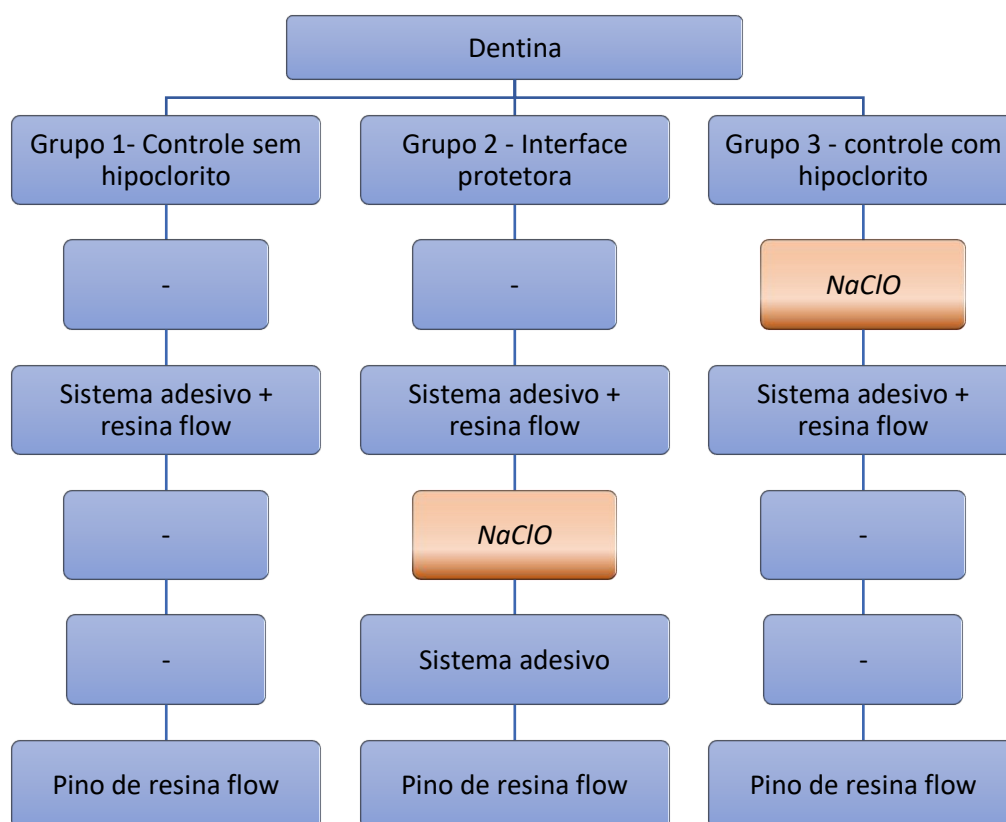 Dentina
Grupo 1- Controle sem
hipoclorito
Grupo 2 - Interface
protetora
Grupo 3 - controle com
hipoclorito
-
-
NaClO
Sistema adesivo +
resina flow
Sistema adesivo +
resina flow
Sistema adesivo +
resina flow
-
NaClO
-
-
Sistema adesivo
-
Pino de resina flow
Pino de resina flow
Pino de resina flow